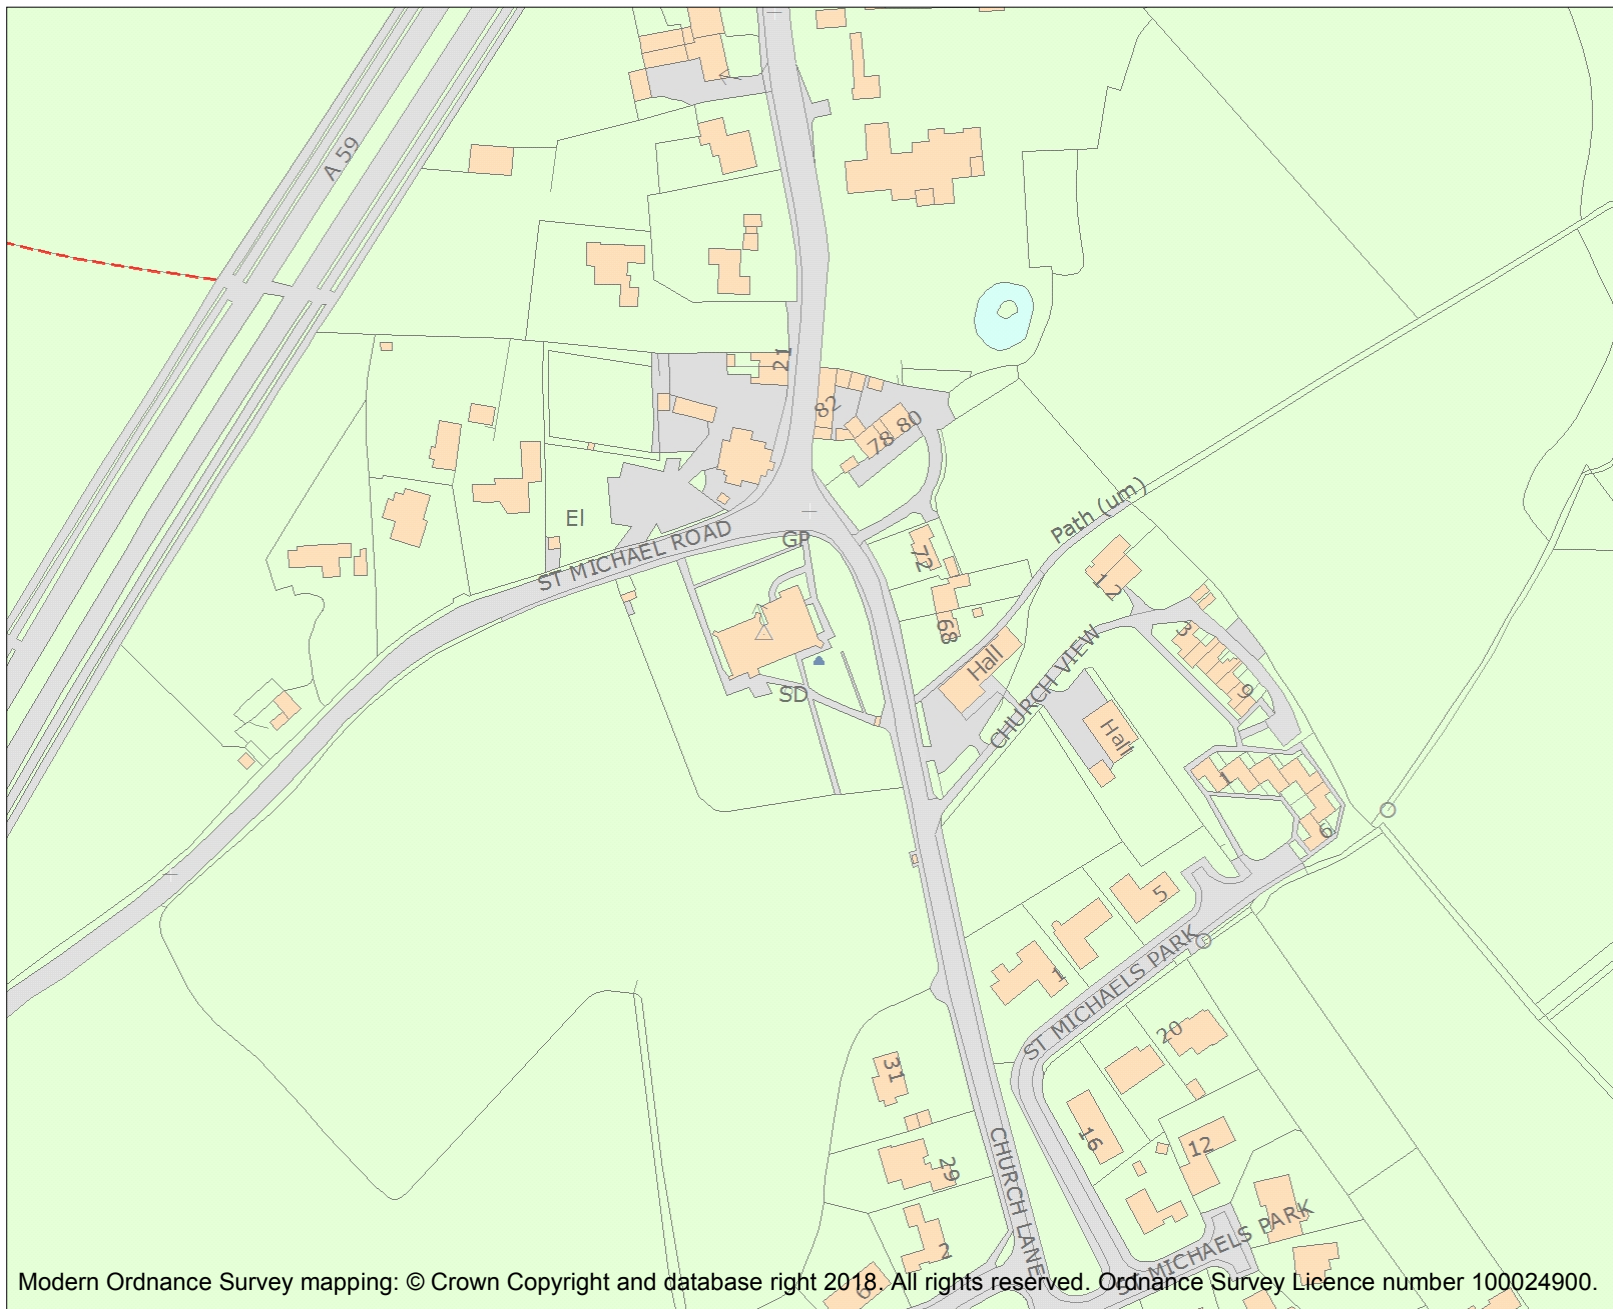 A 59
21
82
78 80
El
ST MICHAEL ROAD
GP
Path (um)
72
12
68
Hall
3
CHURCH VIEW
9
SD
Hall
1
6
5
ST MICHAELS PARK
1
20
31
16
12
29
CHURCH LANE
2
ST MICHAELS PARK
6
Modern Ordnance Survey mapping: © Crown Copyright and database right 2018. All rights reserved. Ordnance Survey Licence number 100024900.